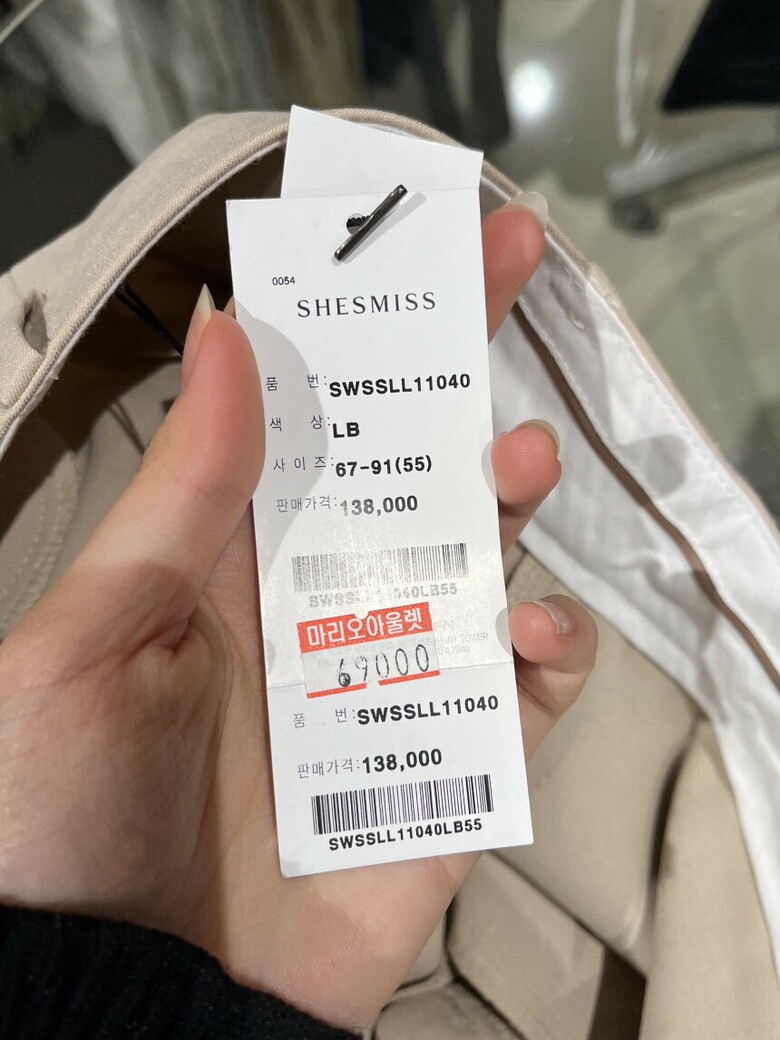 0054
SHESMISS
품 번: SWSSLL11040
색 상: LB
사 이 즈: 67-91(55)
판매가격: 138,000
SWSSLL11040LB55
마리오아울렛
69000
품 번: SWSSLL11040
판매가격: 138,000
SWSSLL11040LB55